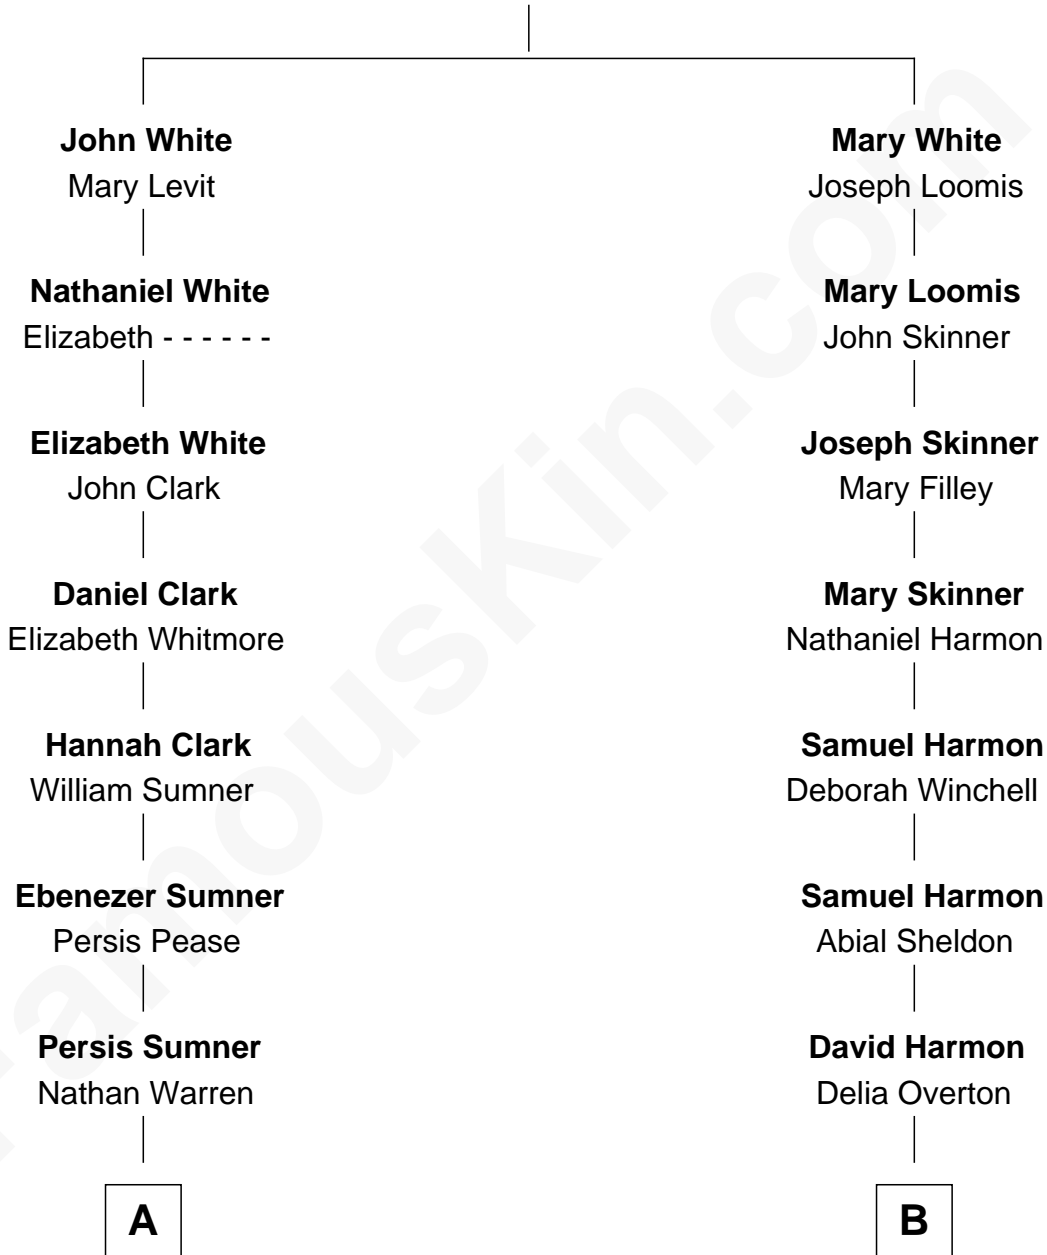 John White
Mary Levit
Nathaniel White
Elizabeth - - - - - -
Elizabeth White
John Clark
Daniel Clark
Elizabeth Whitmore
Hannah Clark
William Sumner
Ebenezer Sumner
Persis Pease
Persis Sumner
Nathan Warren
A
Mary White
Joseph Loomis
Mary Loomis
John Skinner
Joseph Skinner
Mary Filley
Mary Skinner
Nathaniel Harmon
Samuel Harmon
Deborah Winchell
Samuel Harmon
Abial Sheldon
David Harmon
Delia Overton
B
FamousKin.com